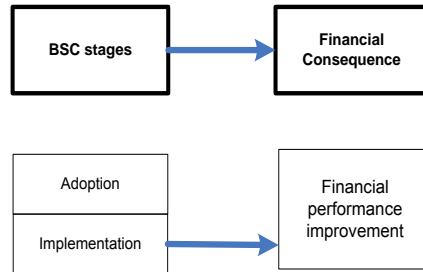 BSC stages
Financial
Consequence
Adoption
Implementation
Financial
performance
improvement